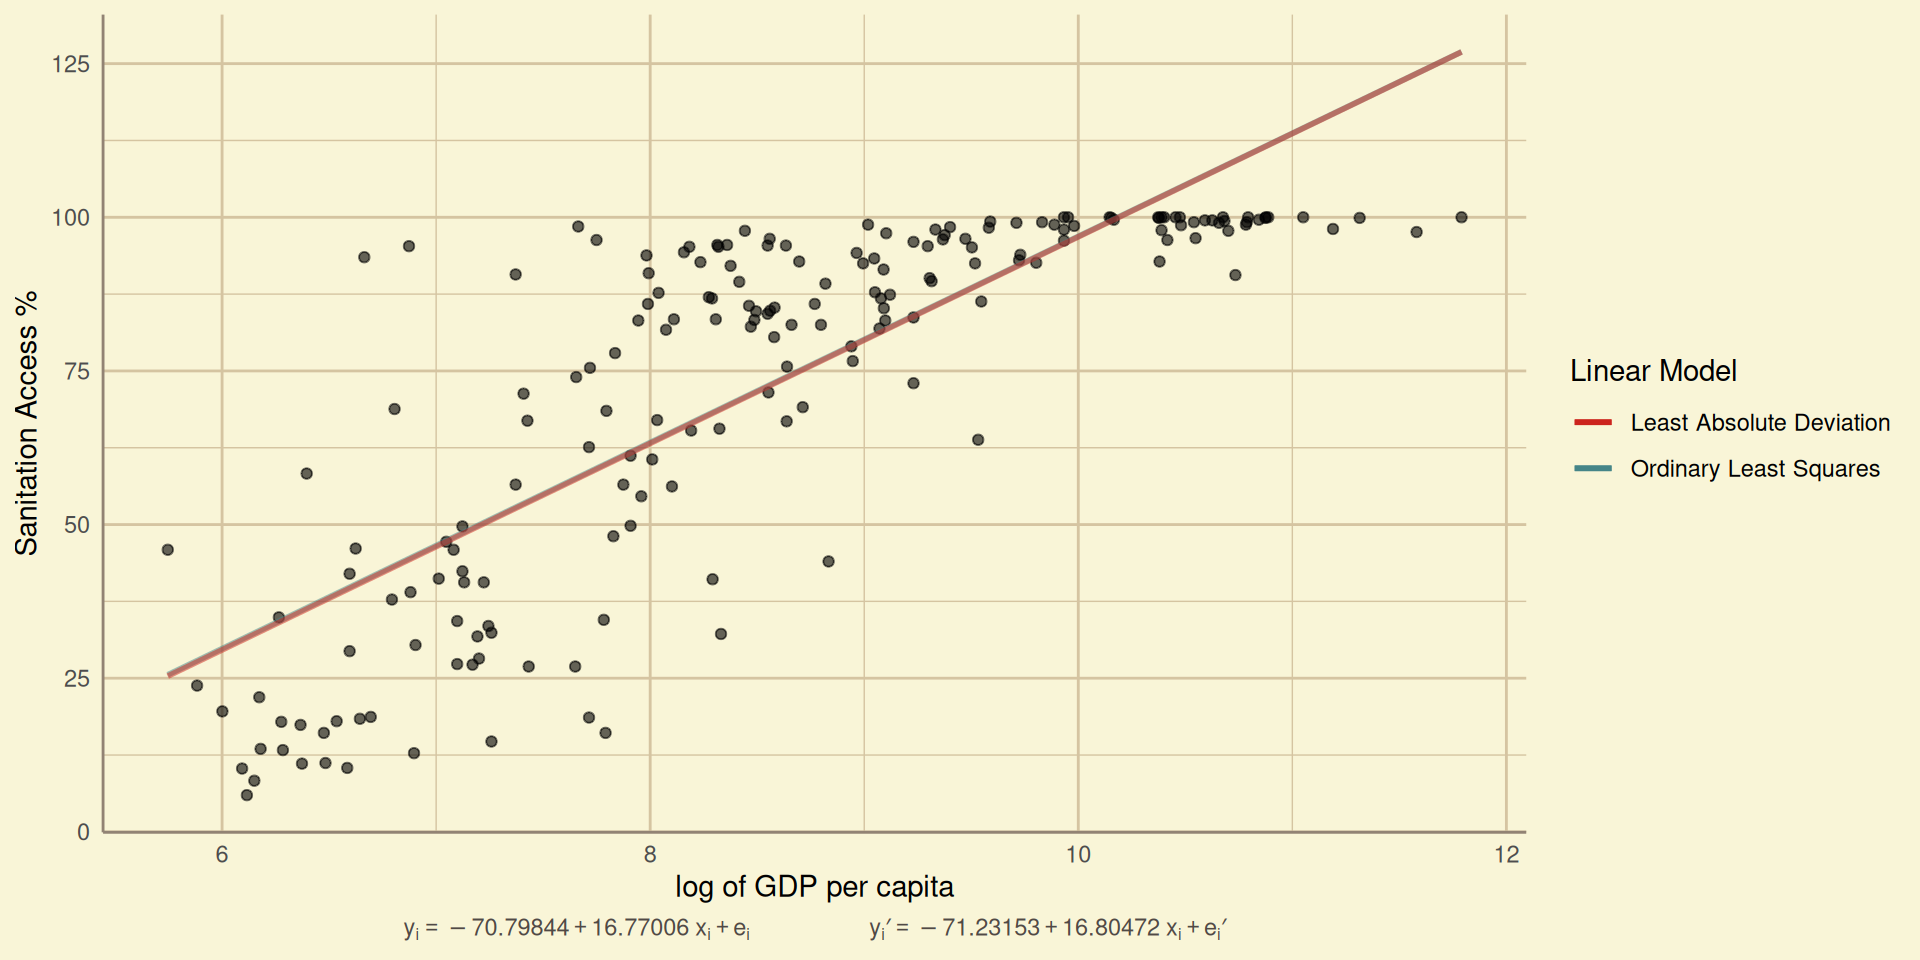 125
100
75
50
25
0
Sanitation Access %
6 8 10 12
log of GDP per capita
yᵢ = − 70.79844 + 16.77006 xᵢ + eᵢ yᵢ′ = − 71.23153 + 16.80472 xᵢ + eᵢ′
Linear Model
Least Absolute Deviation
Ordinary Least Squares